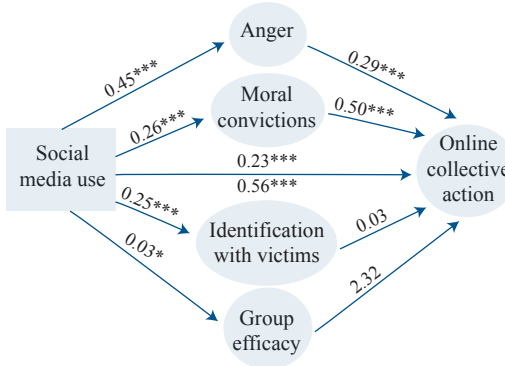 Anger
0.45***
0.29***
Moral
convictions
0.26***
0.50***
Social
media use
0.23***
0.56***
Online
collective
action
0.25***
Identification
with victims
0.03
0.03*
Group
efficacy
2.32